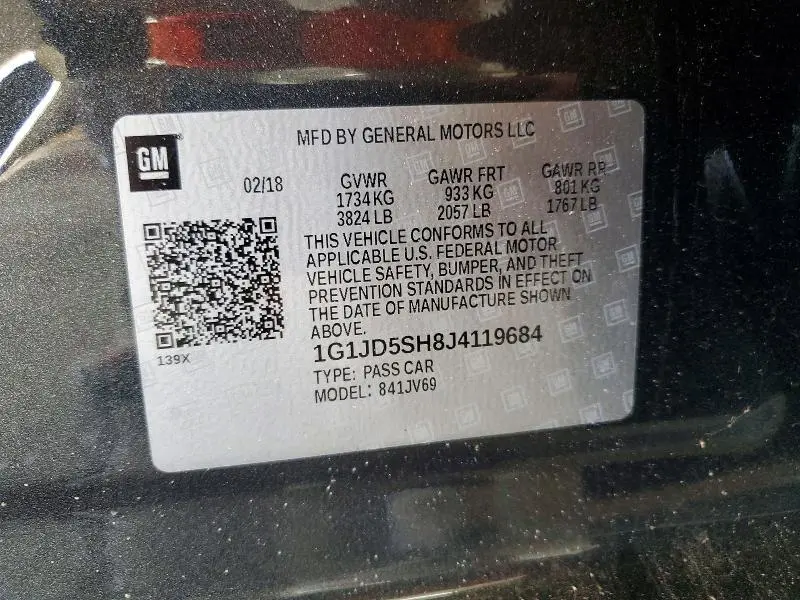 GM
MFD BY GENERAL MOTORS LLC
02/18
GVWR
1734 KG
3824 LB
GAWR FRT
933 KG
2057 LB
GAWR RR
801 KG
1767 LB
THIS VEHICLE CONFORMS TO ALL
APPLICABLE U.S. FEDERAL MOTOR
VEHICLE SAFETY, BUMPER, AND THEFT
PREVENTION STANDARDS IN EFFECT ON
THE DATE OF MANUFACTURE SHOWN
ABOVE.
139X
1G1JD5SH8J4119684
TYPE: PASS CAR
MODEL: 841JV69